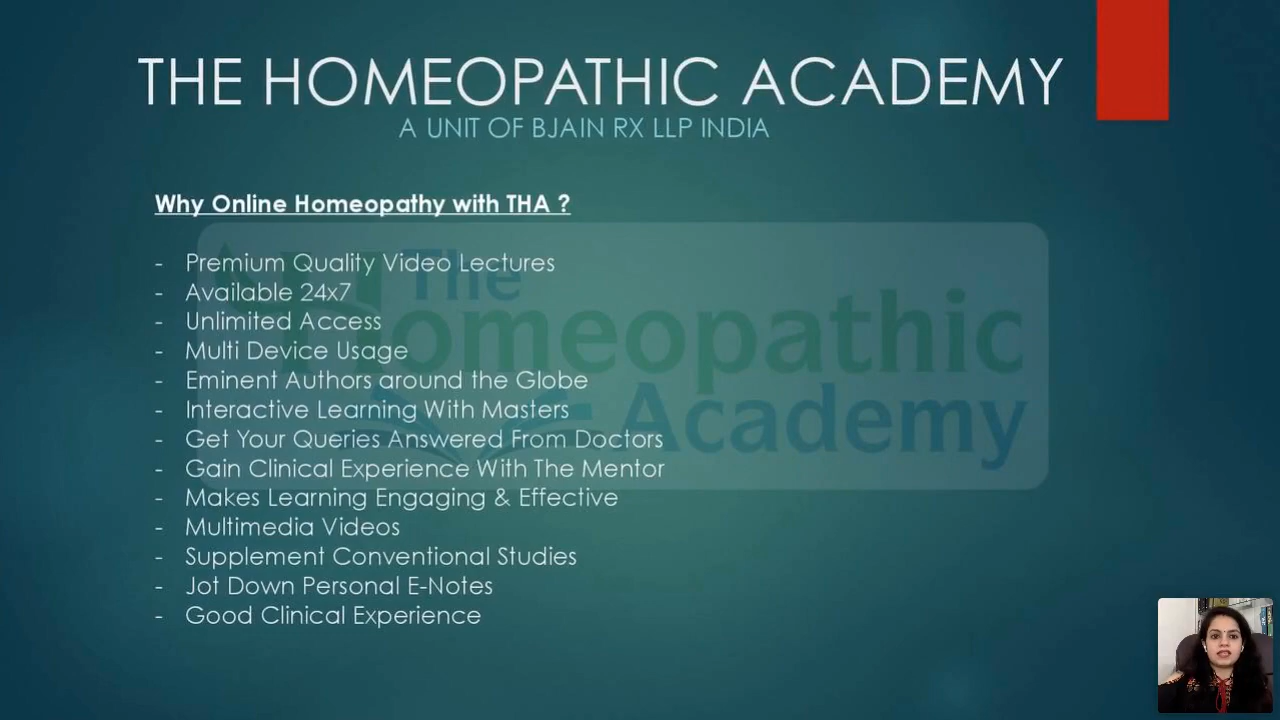 THE HOMEOPATHIC ACADEMY
A UNIT OF BJAIN RX LLP INDIA
Why Online Homeopathy with THA ?
- Premium Quality Video Lectures
- Available 24x7
- Unlimited Access
- Multi Device Usage
- Eminent Authors around the Globe
- Interactive Learning With Masters
- Get Your Queries Answered From Doctors
- Gain Clinical Experience With The Mentor
- Makes Learning Engaging & Effective
- Multimedia Videos
- Supplement Conventional Studies
- Jot Down Personal E-Notes
- Good Clinical Experience
The
Homeopathic
Academy